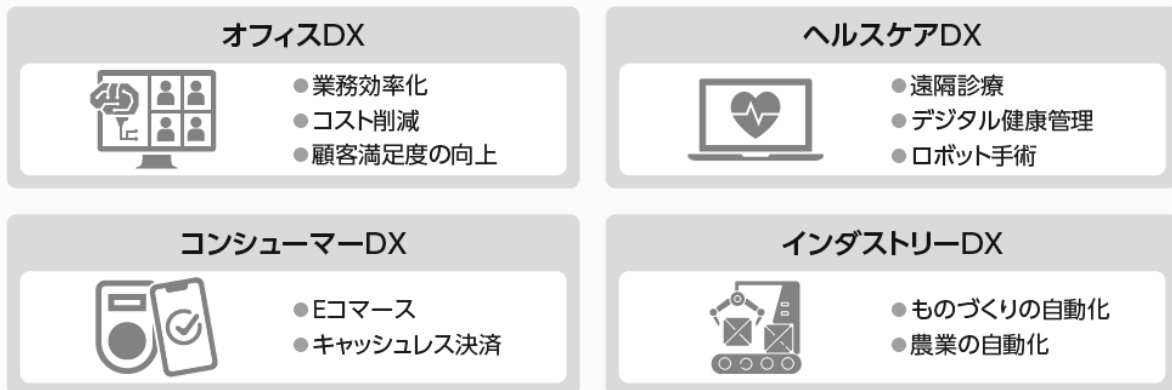 オフィスDX
●業務効率化
●コスト削減
●顧客満足度の向上
ヘルスケアDX
●遠隔診療
●デジタル健康管理
●ロボット手術
コンシューマーDX
●Eコマース
●キャッシュレス決済
インダストリーDX
●ものづくりの自動化
●農業の自動化